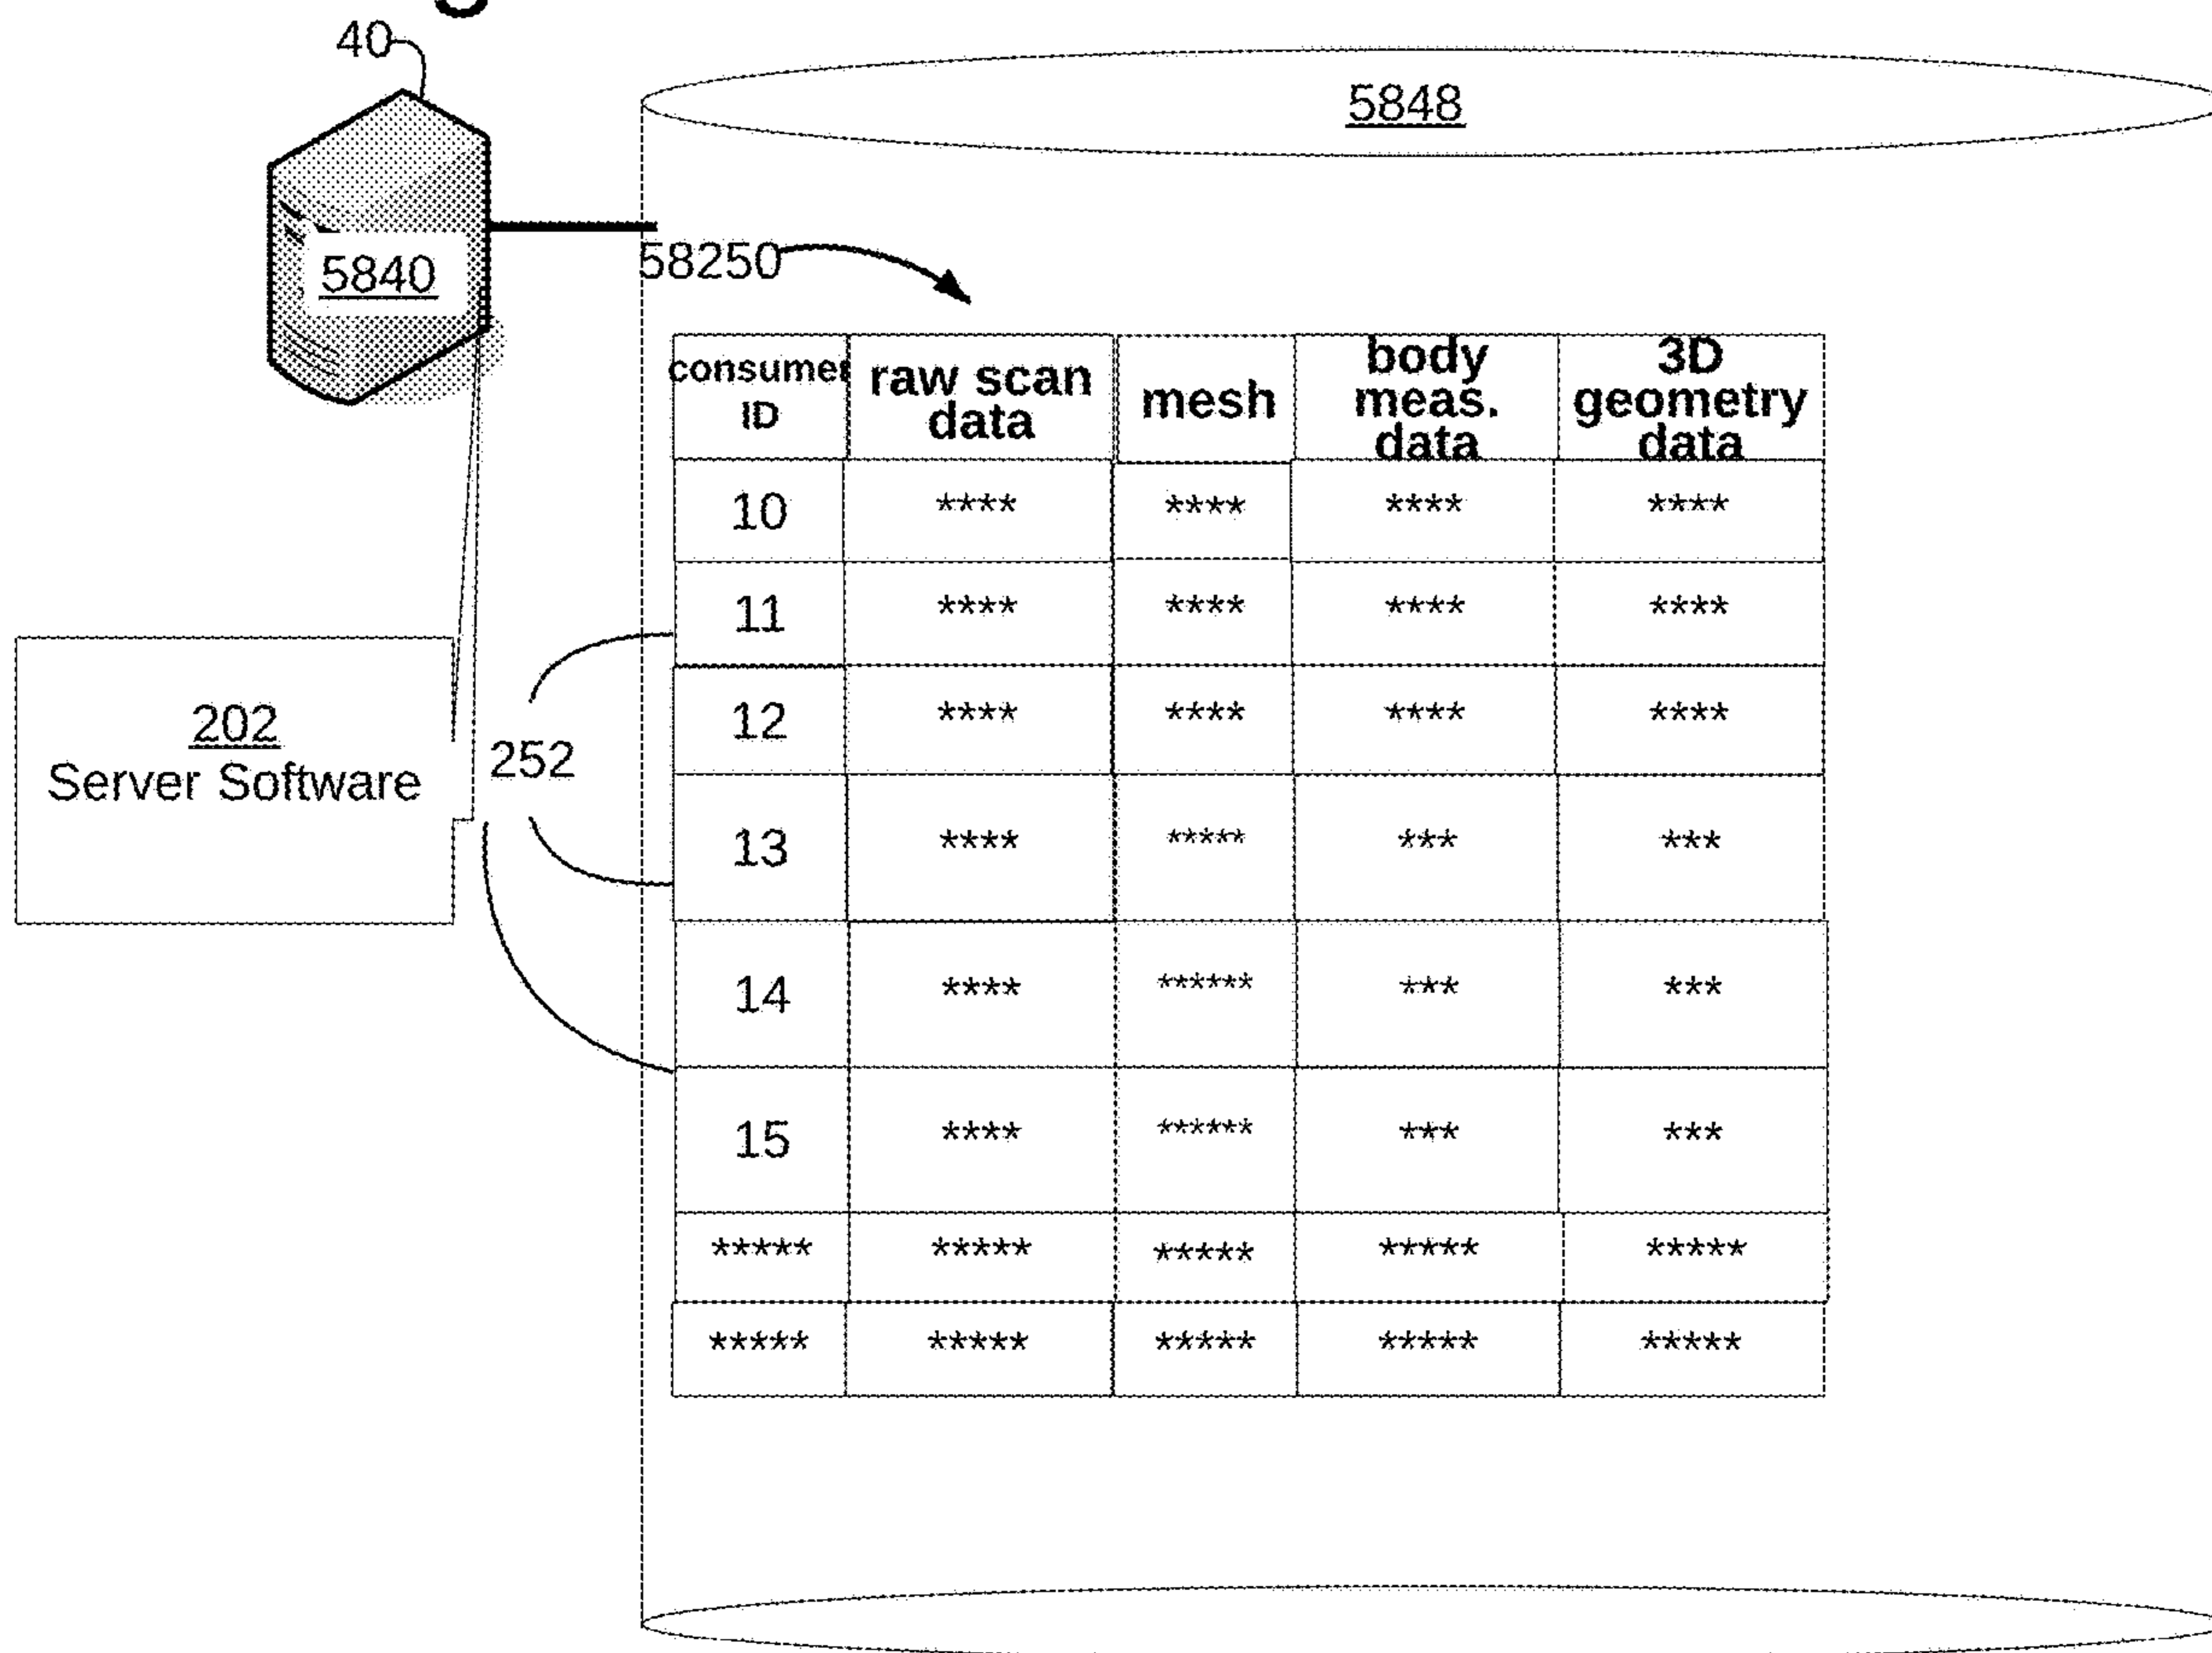 40
5848
5840
58250
consumer ID
raw scan data
mesh
body meas. data
3D geometry data
10 **** **** **** ****
11 **** **** **** ****
202
Server Software
252
12 **** **** **** ****
13 **** ***** *** ***
14 **** ****** *** ***
15 **** ****** *** ***
***** ***** ***** ***** *****
***** ***** ***** ***** *****